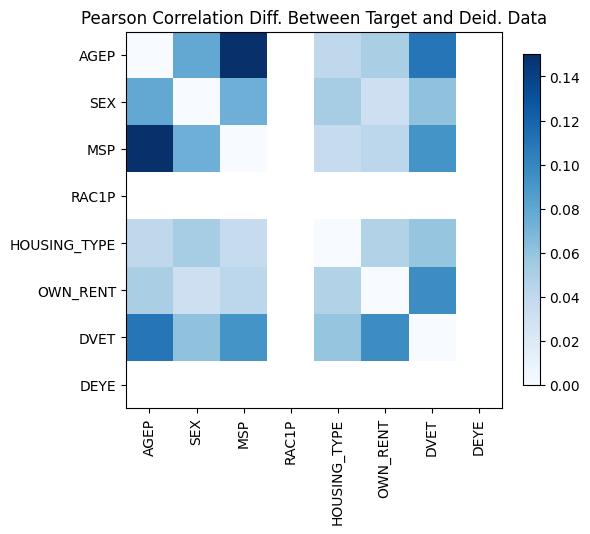 Pearson Correlation Diff. Between Target and Deid. Data
AGEP
SEX
MSP
RAC1P
HOUSING_TYPE
OWN_RENT
DVET
DEYE
AGEP
SEX
MSP
RAC1P
HOUSING_TYPE
OWN_RENT
DVET
DEYE
0.14
0.12
0.10
0.08
0.06
0.04
0.02
0.00